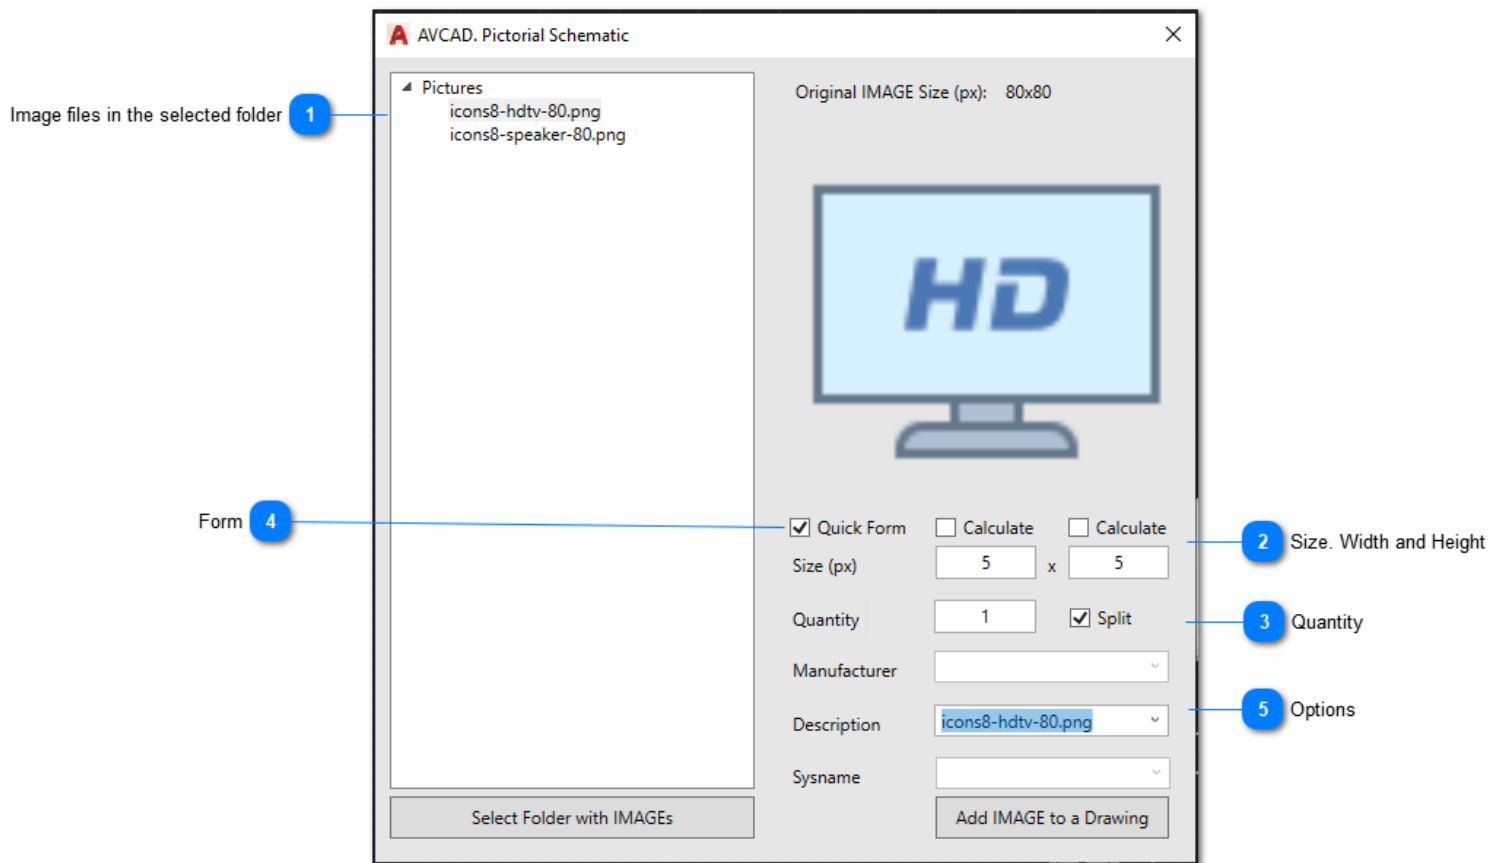 AVCAD. Pictorial Schematic
Image files in the selected folder 1
Pictures
icons8-hdtv-80.png
icons8-speaker-80.png
Original IMAGE Size (px): 80x80
HD
Form 4
Quick Form Calculate Calculate
2 Size. Width and Height
Size (px) 5 x 5
Quantity 1 Split
3 Quantity
Manufacturer
Description icons8-hdtv-80.png
5 Options
Sysname
Select Folder with IMAGEs
Add IMAGE to a Drawing